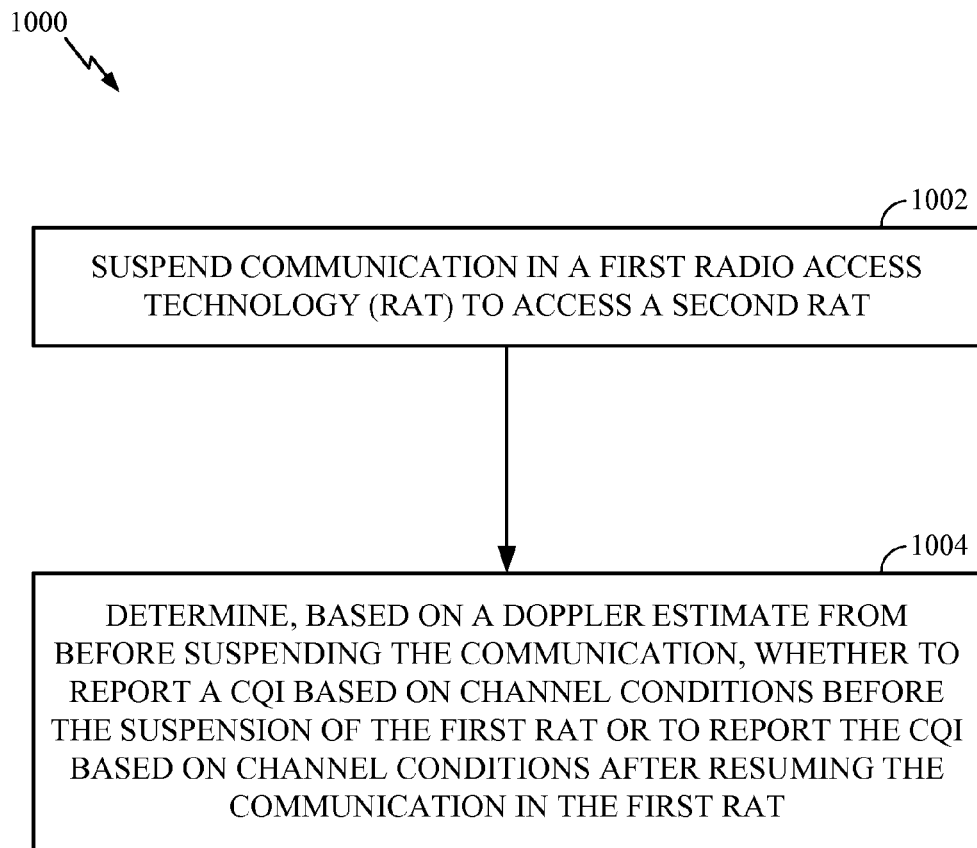 1000
1002
SUSPEND COMMUNICATION IN A FIRST RADIO ACCESS
TECHNOLOGY (RAT) TO ACCESS A SECOND RAT
1004
DETERMINE, BASED ON A DOPPLER ESTIMATE FROM
BEFORE SUSPENDING THE COMMUNICATION, WHETHER TO
REPORT A CQI BASED ON CHANNEL CONDITIONS BEFORE
THE SUSPENSION OF THE FIRST RAT OR TO REPORT THE CQI
BASED ON CHANNEL CONDITIONS AFTER RESUMING THE
COMMUNICATION IN THE FIRST RAT